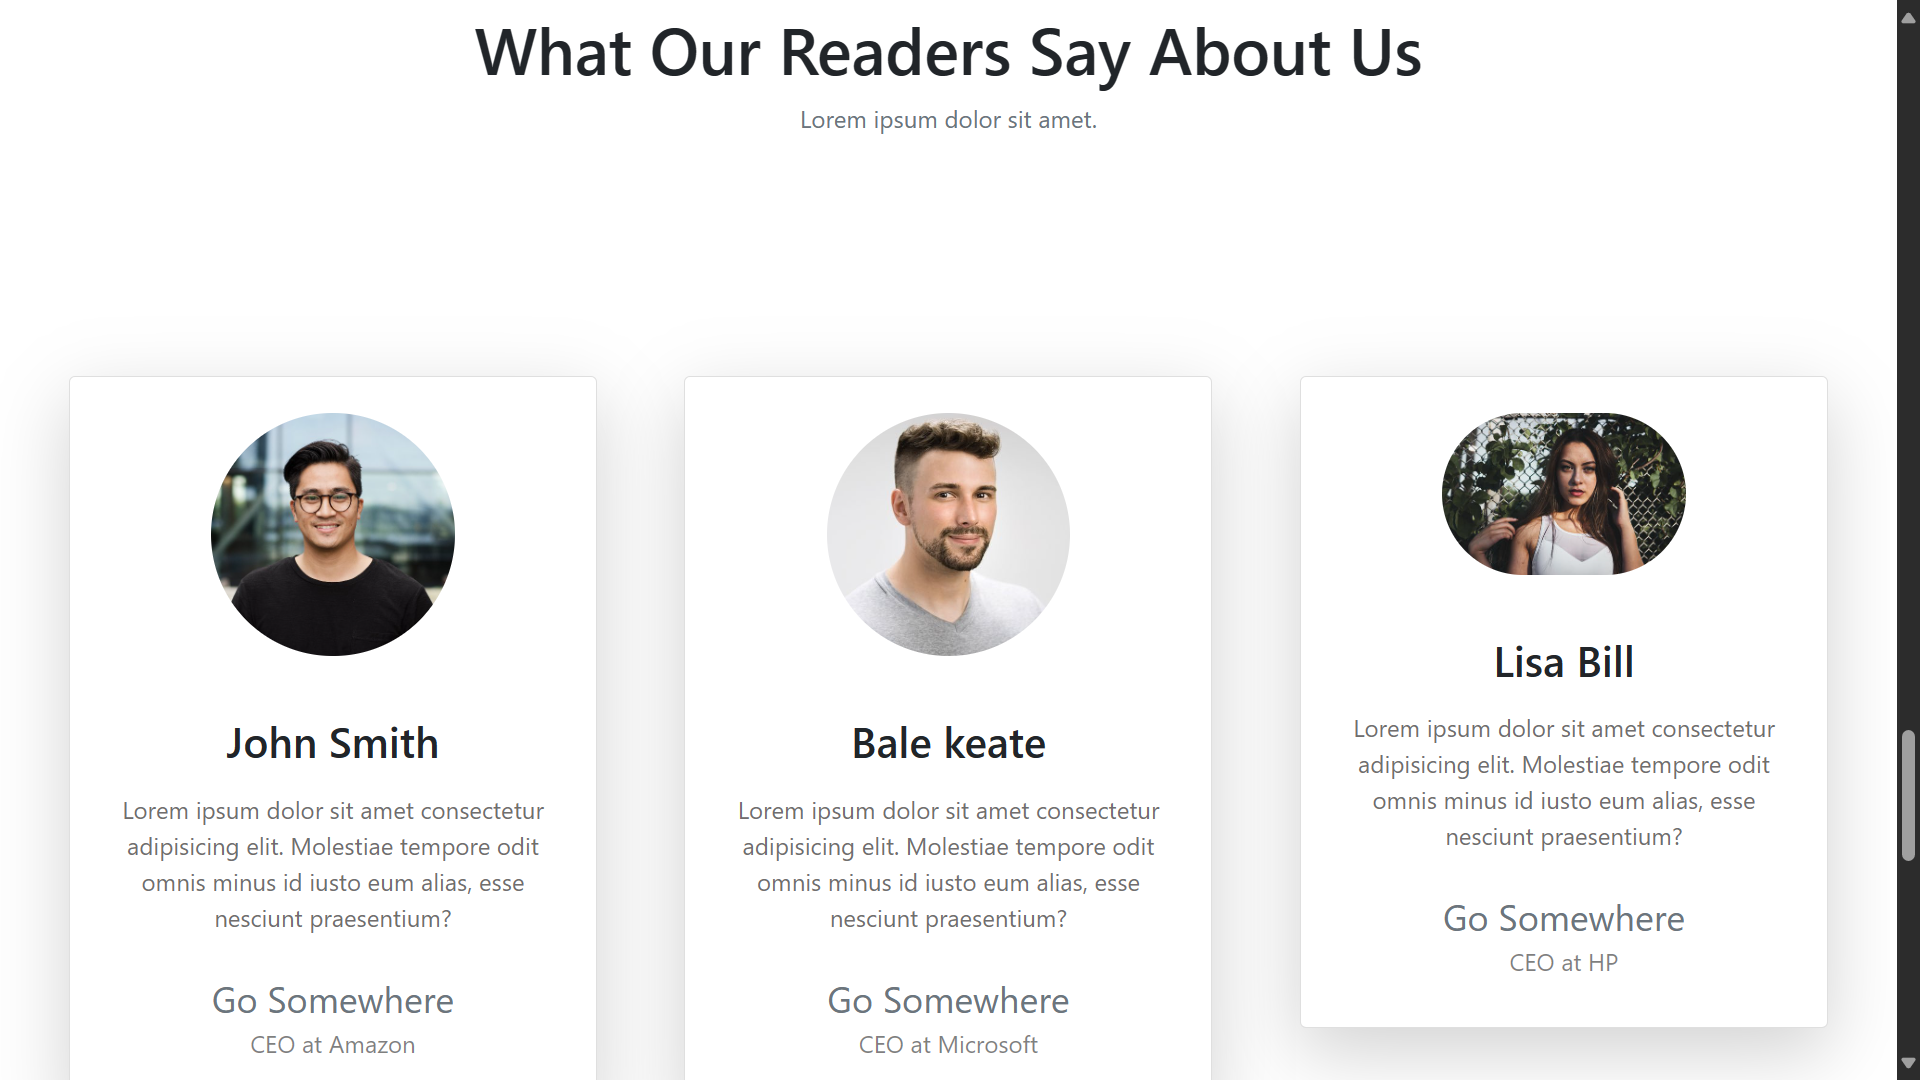 What Our Readers Say About Us
Lorem ipsum dolor sit amet.
John Smith
Lorem ipsum dolor sit amet consectetur
adipisicing elit. Molestiae tempore odit
omnis minus id iusto eum alias, esse
nesciunt praesentium?
Go Somewhere
CEO at Amazon
Bale keate
Lorem ipsum dolor sit amet consectetur
adipisicing elit. Molestiae tempore odit
omnis minus id iusto eum alias, esse
nesciunt praesentium?
Go Somewhere
CEO at Microsoft
Lisa Bill
Lorem ipsum dolor sit amet consectetur
adipisicing elit. Molestiae tempore odit
omnis minus id iusto eum alias, esse
nesciunt praesentium?
Go Somewhere
CEO at HP